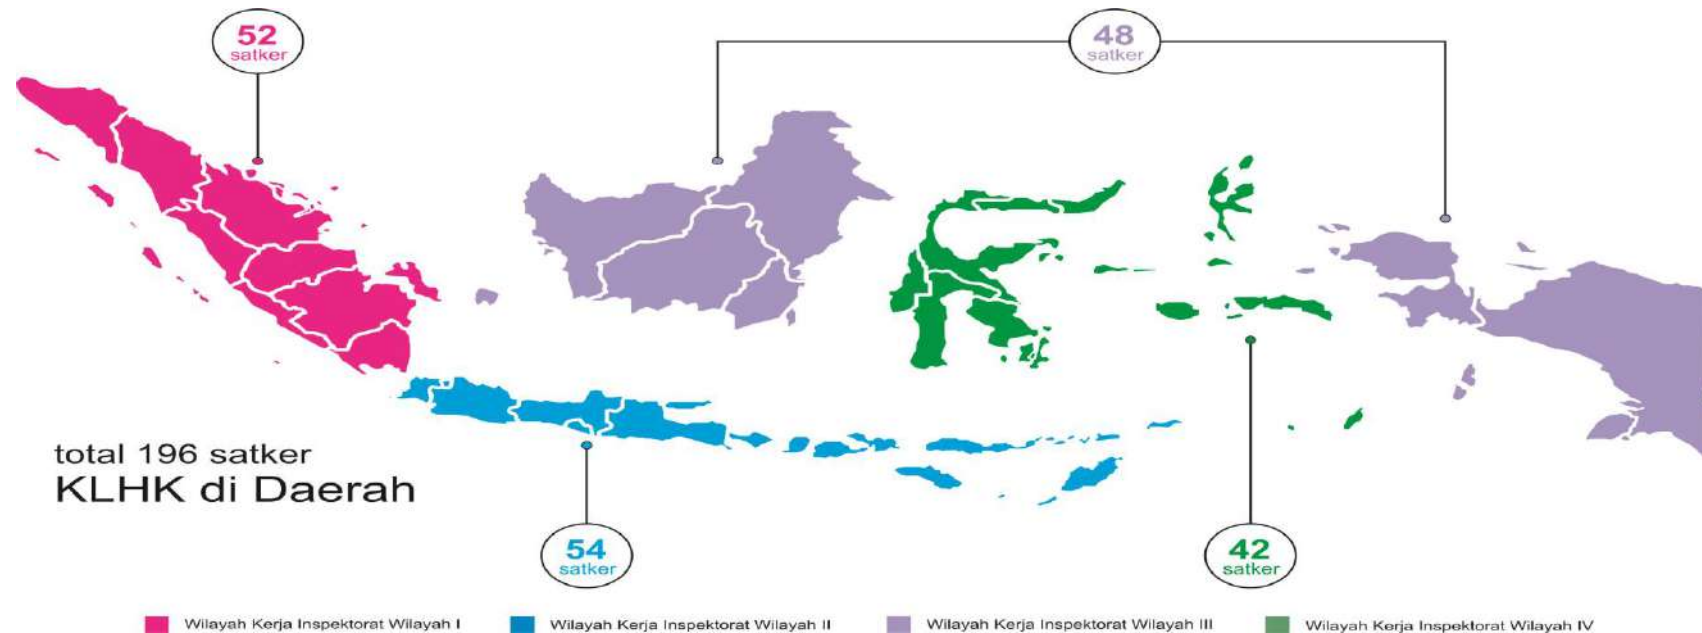 52
satker
48
satker
total 196 satker
KLHK di Daerah
54
satker
42
satker
Wilayah Kerja Inspektorat Wilayah I
Wilayah Kerja Inspektorat Wilayah II
Wilayah Kerja Inspektorat Wilayah III
Wilayah Kerja Inspektorat Wilayah IV